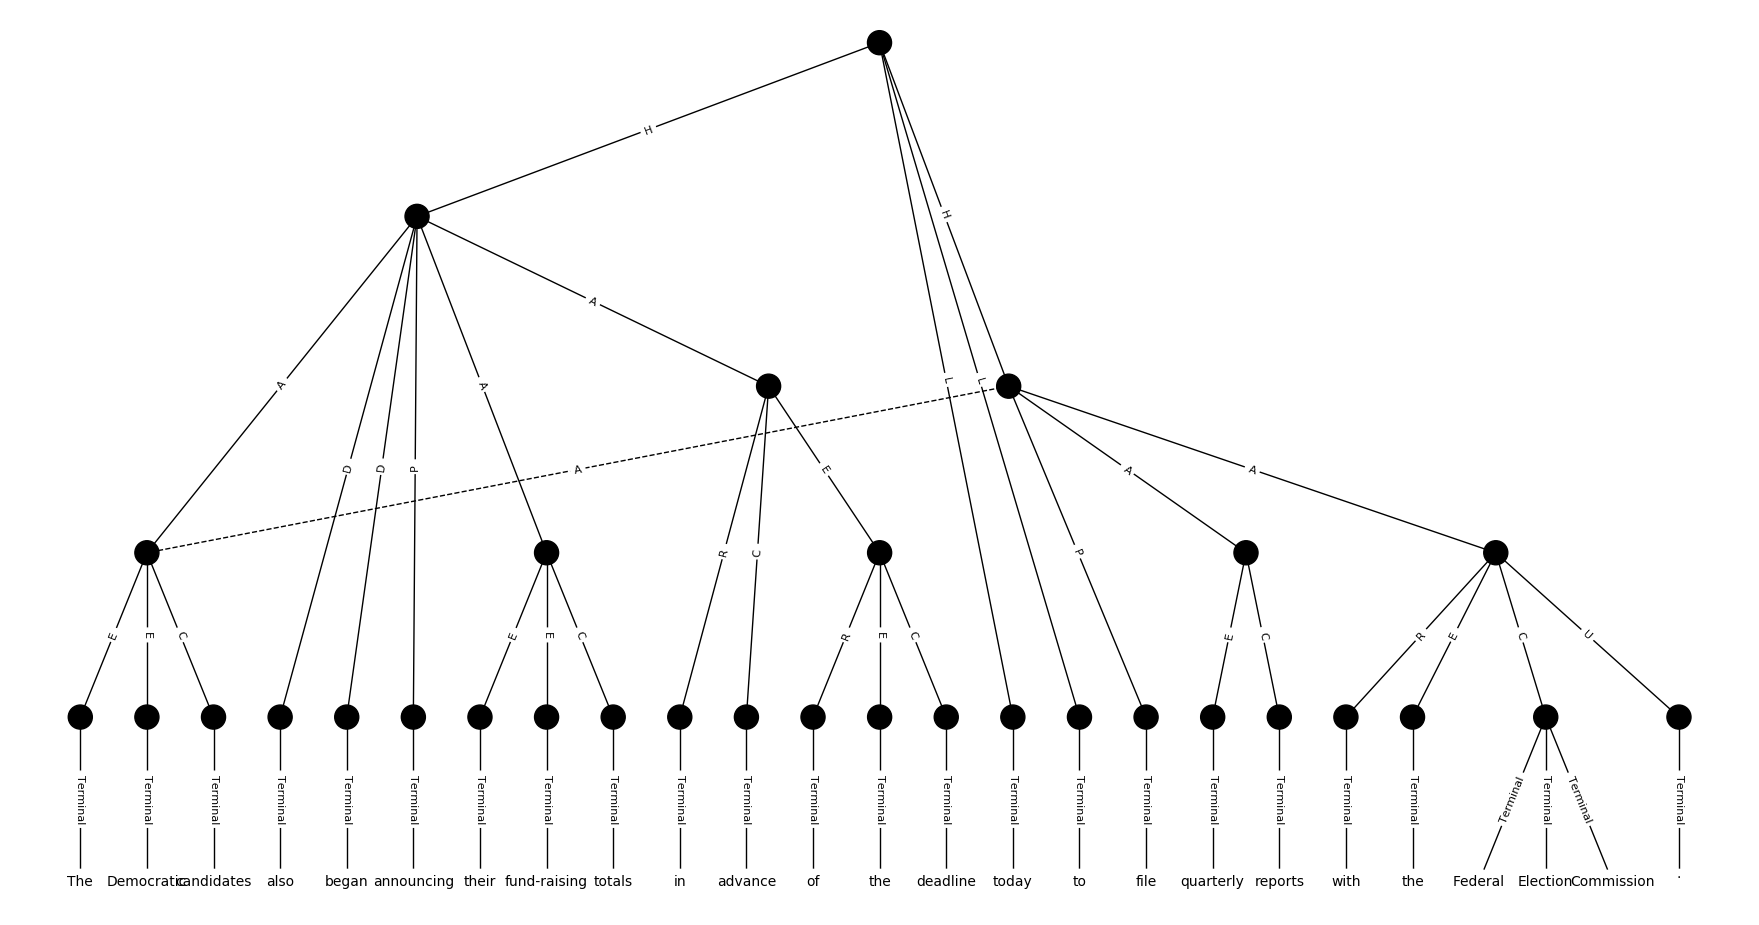 H
H
A
A
A
L
L
D
D
P
A
A
A
E
R
C
P
E
E
C
E
E
C
R
E
C
E
C
R
E
C
U
Terminal Terminal Terminal Terminal Terminal Terminal Terminal Terminal Terminal Terminal Terminal Terminal Terminal Terminal Terminal Terminal Terminal Terminal Terminal Terminal Terminal Terminal Terminal Terminal Terminal
The Democratic candidates also began announcing their fund-raising totals in advance of the deadline today to file quarterly reports with the Federal Election Commission .